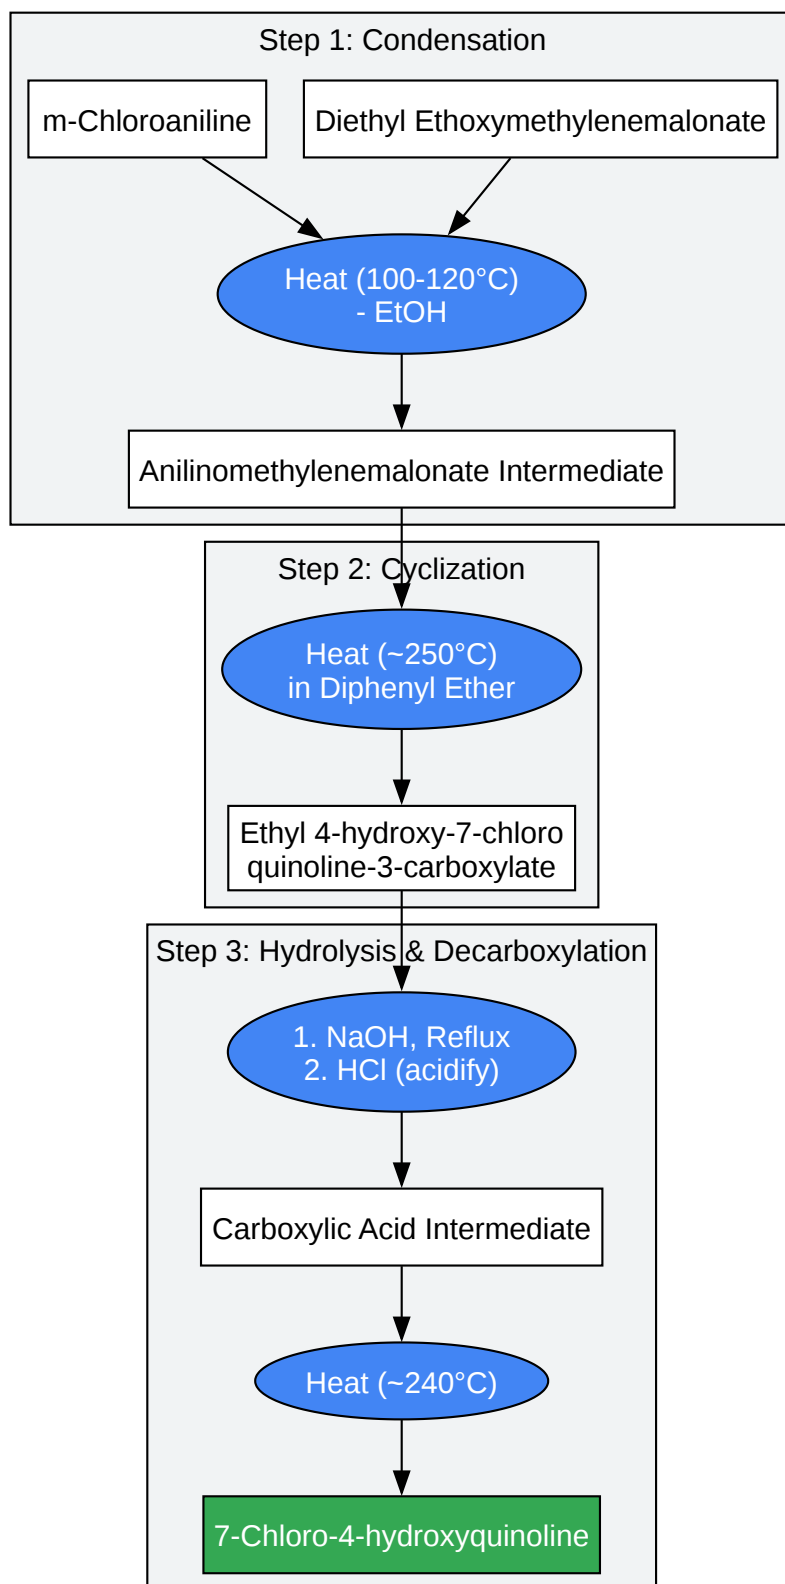 Step 1: Condensation
m-Chloroaniline
Diethyl Ethoxymethylenemalonate
Heat (100-120°C)
- EtOH
Anilinomethylenemalonate Intermediate
Step 2: Cyclization
Heat (~250°C)
in Diphenyl Ether
Ethyl 4-hydroxy-7-chloro
quinoline-3-carboxylate
Step 3: Hydrolysis & Decarboxylation
1. NaOH, Reflux
2. HCl (acidify)
Carboxylic Acid Intermediate
Heat (~240°C)
7-Chloro-4-hydroxyquinoline